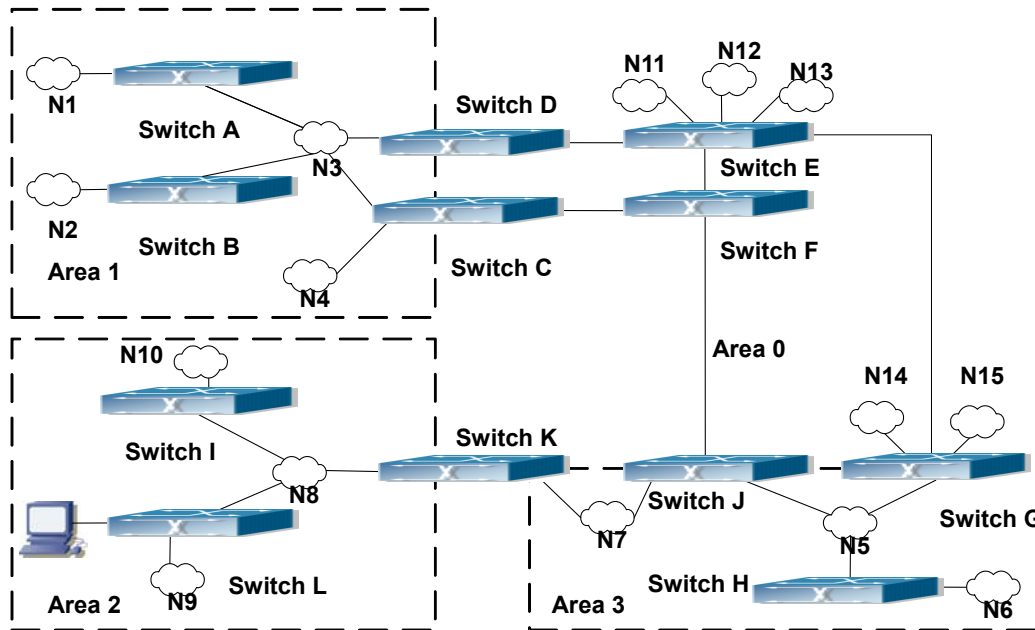 N1
Switch A
N2
Switch B
Area 1
N3
N4
Switch D
Switch C
N11
N12
N13
Switch E
Switch F
Area 0
N10
Switch I
N8
Switch K
N9
Switch L
Area 2
N7
Switch J
N14
N15
Switch G
N5
Switch H
N6
Area 3